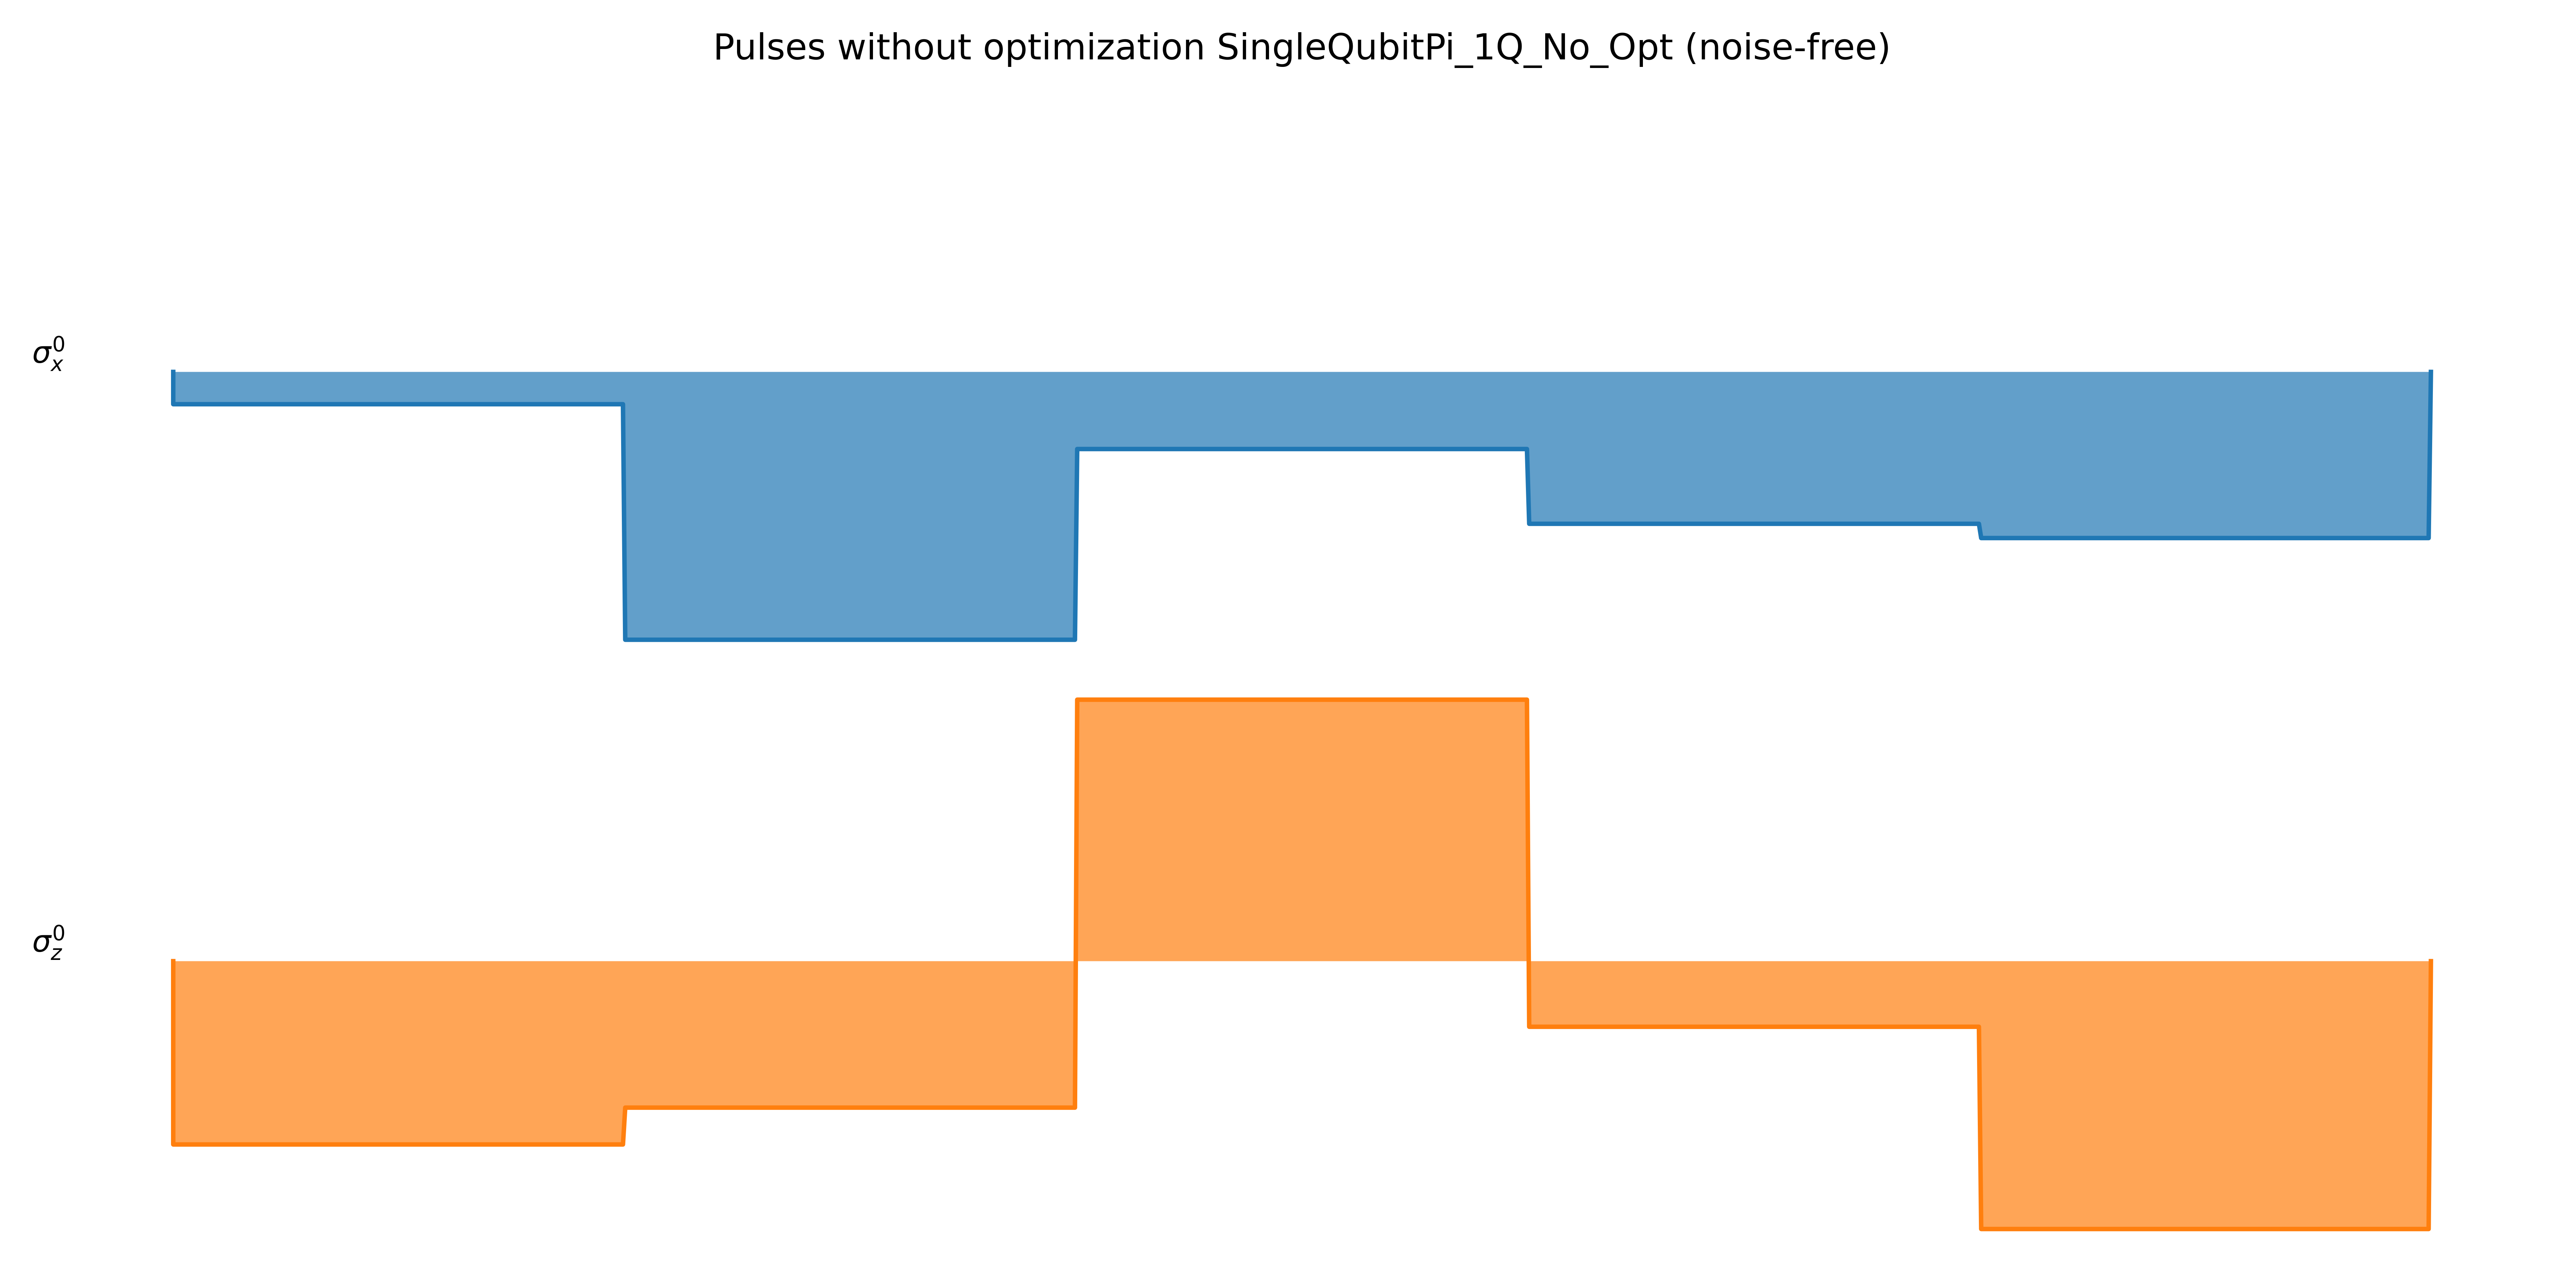 Pulses without optimization SingleQubitPi_1Q_No_Opt (noise-free)
σ_x^0
σ_z^0